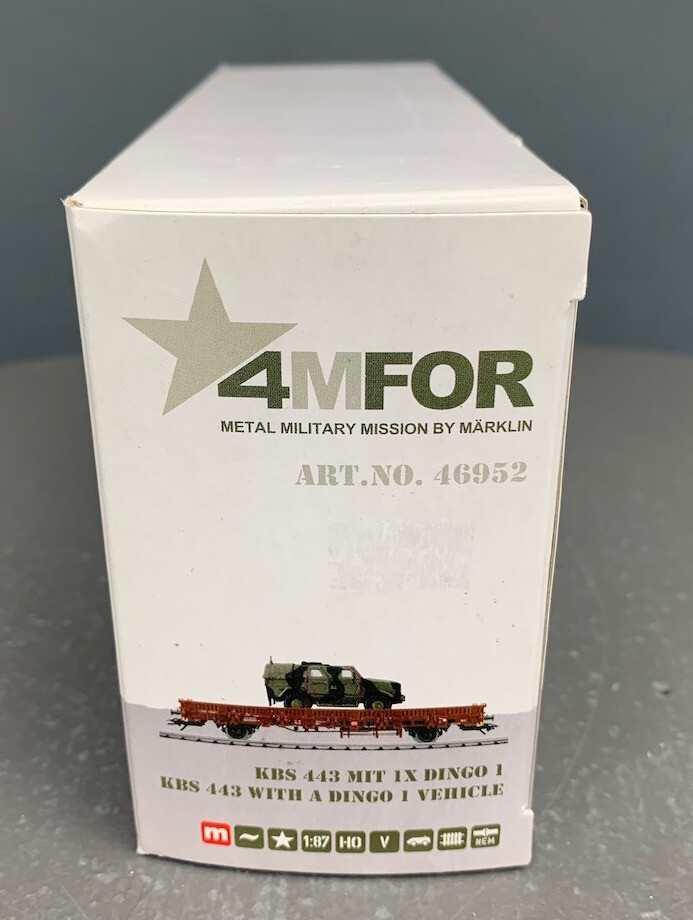 4MFOR
METAL MILITARY MISSION BY MÄRKLIN
ART.NO. 46952
KBS 443 MIT 1X DINGO 1
KBS 443 WITH A DINGO 1 VEHICLE
m 1:87 HO V NEM